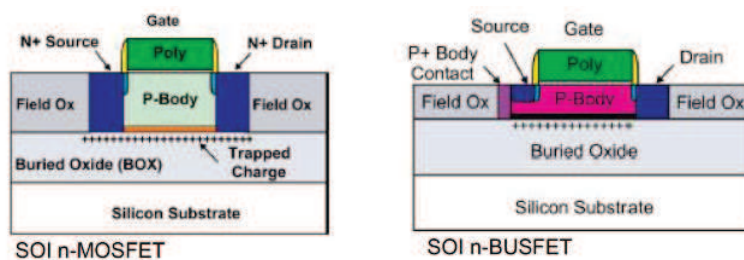 Gate
N+ Source
N+ Drain
Poly
Field Ox
P-Body
Field Ox
Trapped
Charge
Buried Oxide (BOX)
Silicon Substrate
SOI n-MOSFET
Source
Gate
P+ Body
Contact
Drain
Poly
Field Ox
P-Body
Field Ox
Buried Oxide
Silicon Substrate
SOI n-BUSFET